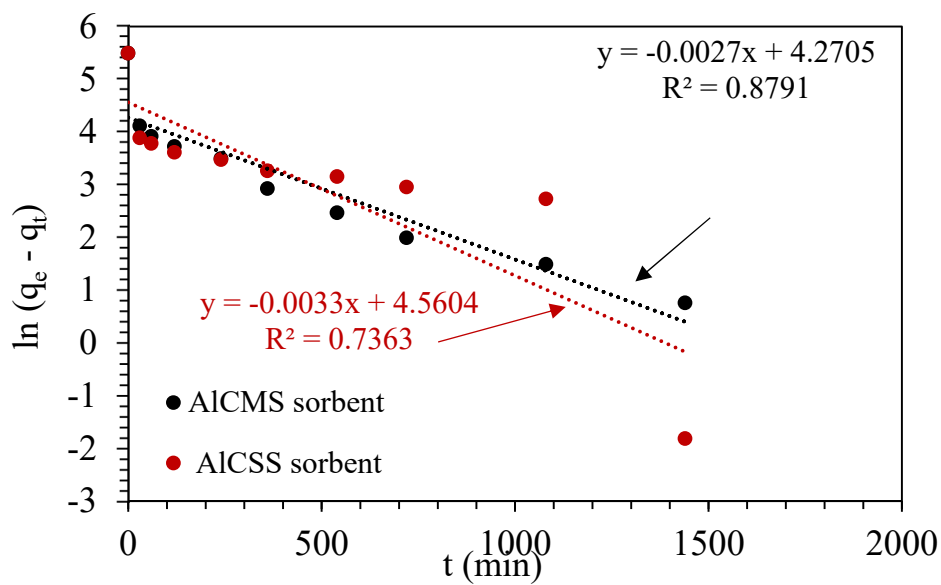 6
5
4
3
2
1
0
-1
-2
-3
ln (qₑ - qₜ)
y = -0.0027x + 4.2705
R² = 0.8791
y = -0.0033x + 4.5604
R² = 0.7363
AlCMS sorbent
AlCSS sorbent
0 500 1000 1500 2000
t (min)